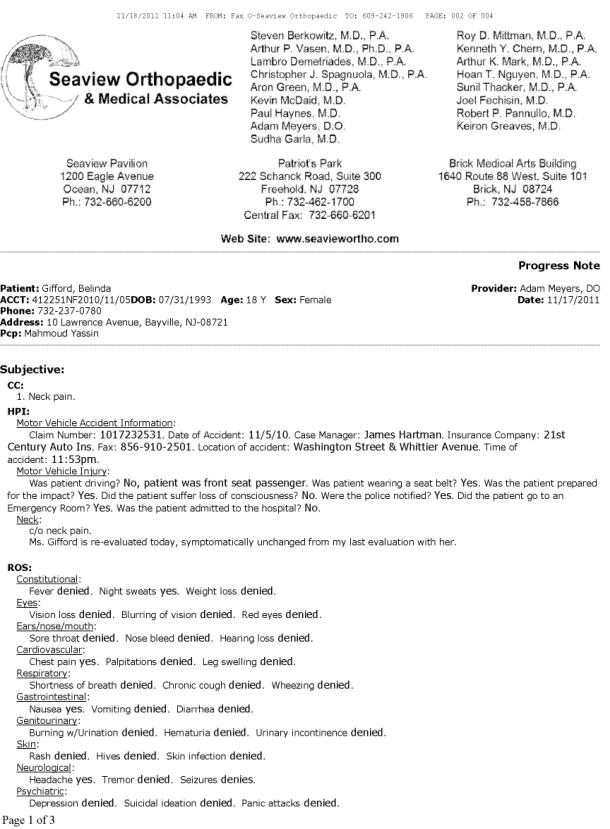 11/18/2011 11:04 AM FROM: Fax O-Seaview Orthopaedic TO: 609-242-1906 PAGE: 002 OF 004
Seaview Orthopaedic
& Medical Associates
Steven Berkowitz, M.D., P.A.
Arthur P. Vasen, M.D., Ph.D., P.A.
Lambro Demetriades, M.D., P.A.
Christopher J. Spagnuola, M.D., P.A.
Aron Green, M.D., P.A.
Kevin McDaid, M.D.
Paul Haynes, M.D.
Adam Meyers, D.O.
Sudha Garla, M.D.
Roy D. Mittman, M.D., P.A.
Kenneth Y. Chern, M.D., P.A.
Arthur K. Mark, M.D., P.A.
Hoan T. Nguyen, M.D., P.A.
Sunil Thacker, M.D., P.A.
Joel Fechisin, M.D.
Robert P. Pannullo, M.D.
Keiron Greaves, M.D.
Seaview Pavilion
1200 Eagle Avenue
Ocean, NJ 07712
Ph.: 732-660-6200
Patriot's Park
222 Schanck Road, Suite 300
Freehold, NJ 07728
Ph.: 732-462-1700
Central Fax: 732-660-6201
Brick Medical Arts Building
1640 Route 88 West, Suite 101
Brick, NJ 08724
Ph.: 732-458-7866
Web Site: www.seaviewortho.com
Progress Note
Patient: Gifford, Belinda
ACCT: 412251NF2010/11/05DOB: 07/31/1993 Age: 18 Y Sex: Female
Phone: 732-237-0780
Address: 10 Lawrence Avenue, Bayville, NJ-08721
Pcp: Mahmoud Yassin
Provider: Adam Meyers, DO
Date: 11/17/2011
Subjective:
CC:
1. Neck pain.
HPI:
Motor Vehicle Accident Information:
Claim Number: 1017232531. Date of Accident: 11/5/10. Case Manager: James Hartman. Insurance Company: 21st
Century Auto Ins. Fax: 856-910-2501. Location of accident: Washington Street & Whittier Avenue. Time of
accident: 11:53pm.
Motor Vehicle Injury:
Was patient driving? No, patient was front seat passenger. Was patient wearing a seat belt? Yes. Was the patient prepared
for the impact? Yes. Did the patient suffer loss of consciousness? No. Were the police notified? Yes. Did the patient go to an
Emergency Room? Yes. Was the patient admitted to the hospital? No.
Neck:
c/o neck pain.
Ms. Gifford is re-evaluated today, symptomatically unchanged from my last evaluation with her.
ROS:
Constitutional:
Fever denied. Night sweats yes. Weight loss denied.
Eyes:
Vision loss denied. Blurring of vision denied. Red eyes denied.
Ears/nose/mouth:
Sore throat denied. Nose bleed denied. Hearing loss denied.
Cardiovascular:
Chest pain yes. Palpitations denied. Leg swelling denied.
Respiratory:
Shortness of breath denied. Chronic cough denied. Wheezing denied.
Gastrointestinal:
Nausea yes. Vomiting denied. Diarrhea denied.
Genitourinary:
Burning w/Urination denied. Hematuria denied. Urinary incontinence denied.
Skin:
Rash denied. Hives denied. Skin infection denied.
Neurological:
Headache yes. Tremor denied. Seizures denies.
Psychiatric:
Depression denied. Suicidal ideation denied. Panic attacks denied.
Page 1 of 3